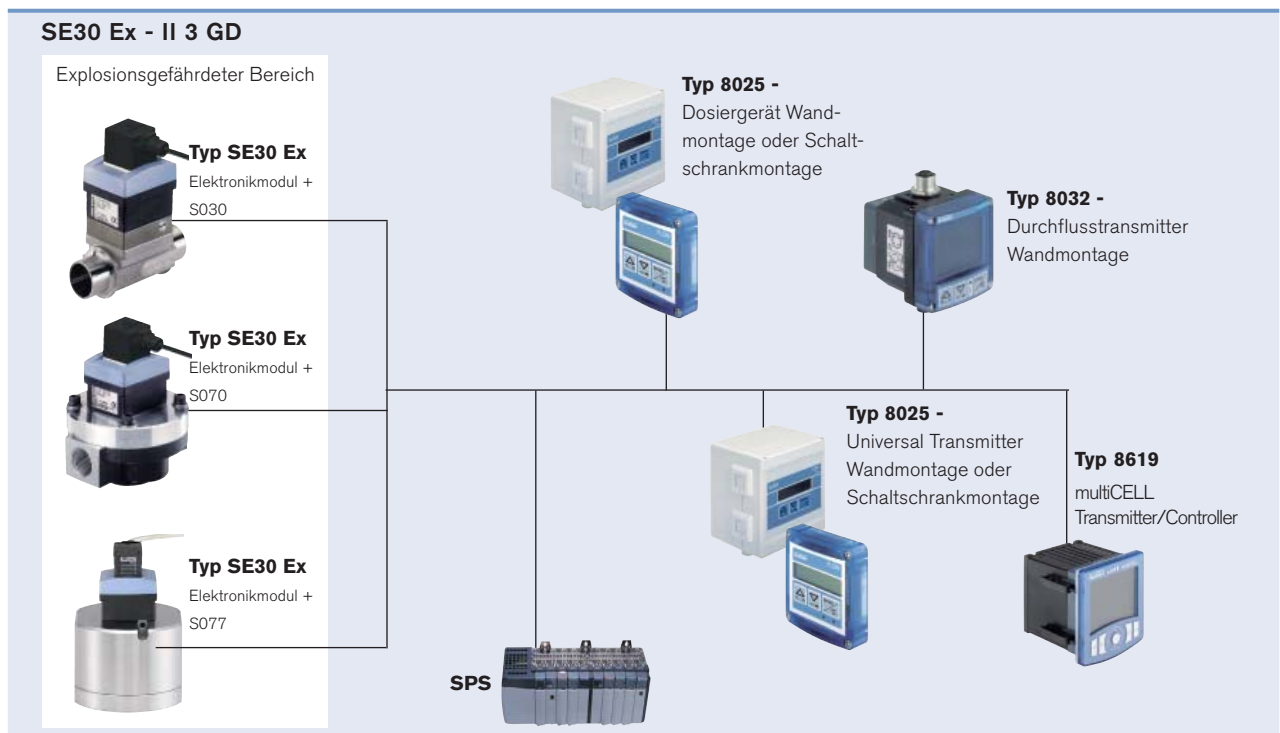 SE30 Ex - II 3 GD
Explosionsgefährdeter Bereich
Typ SE30 Ex
Elektronikmodul +
S030
Typ SE30 Ex
Elektronikmodul +
S070
Typ SE30 Ex
Elektronikmodul +
S077
Typ 8025 -
Dosiergerät Wand-
montage oder Schalt-
schrankmontage
Typ 8032 -
Durchflusstransmitter
Wandmontage
Typ 8025 -
Universal Transmitter
Wandmontage oder
Schaltschrankmontage
Typ 8619
multiCELL
Transmitter/Controller
SPS